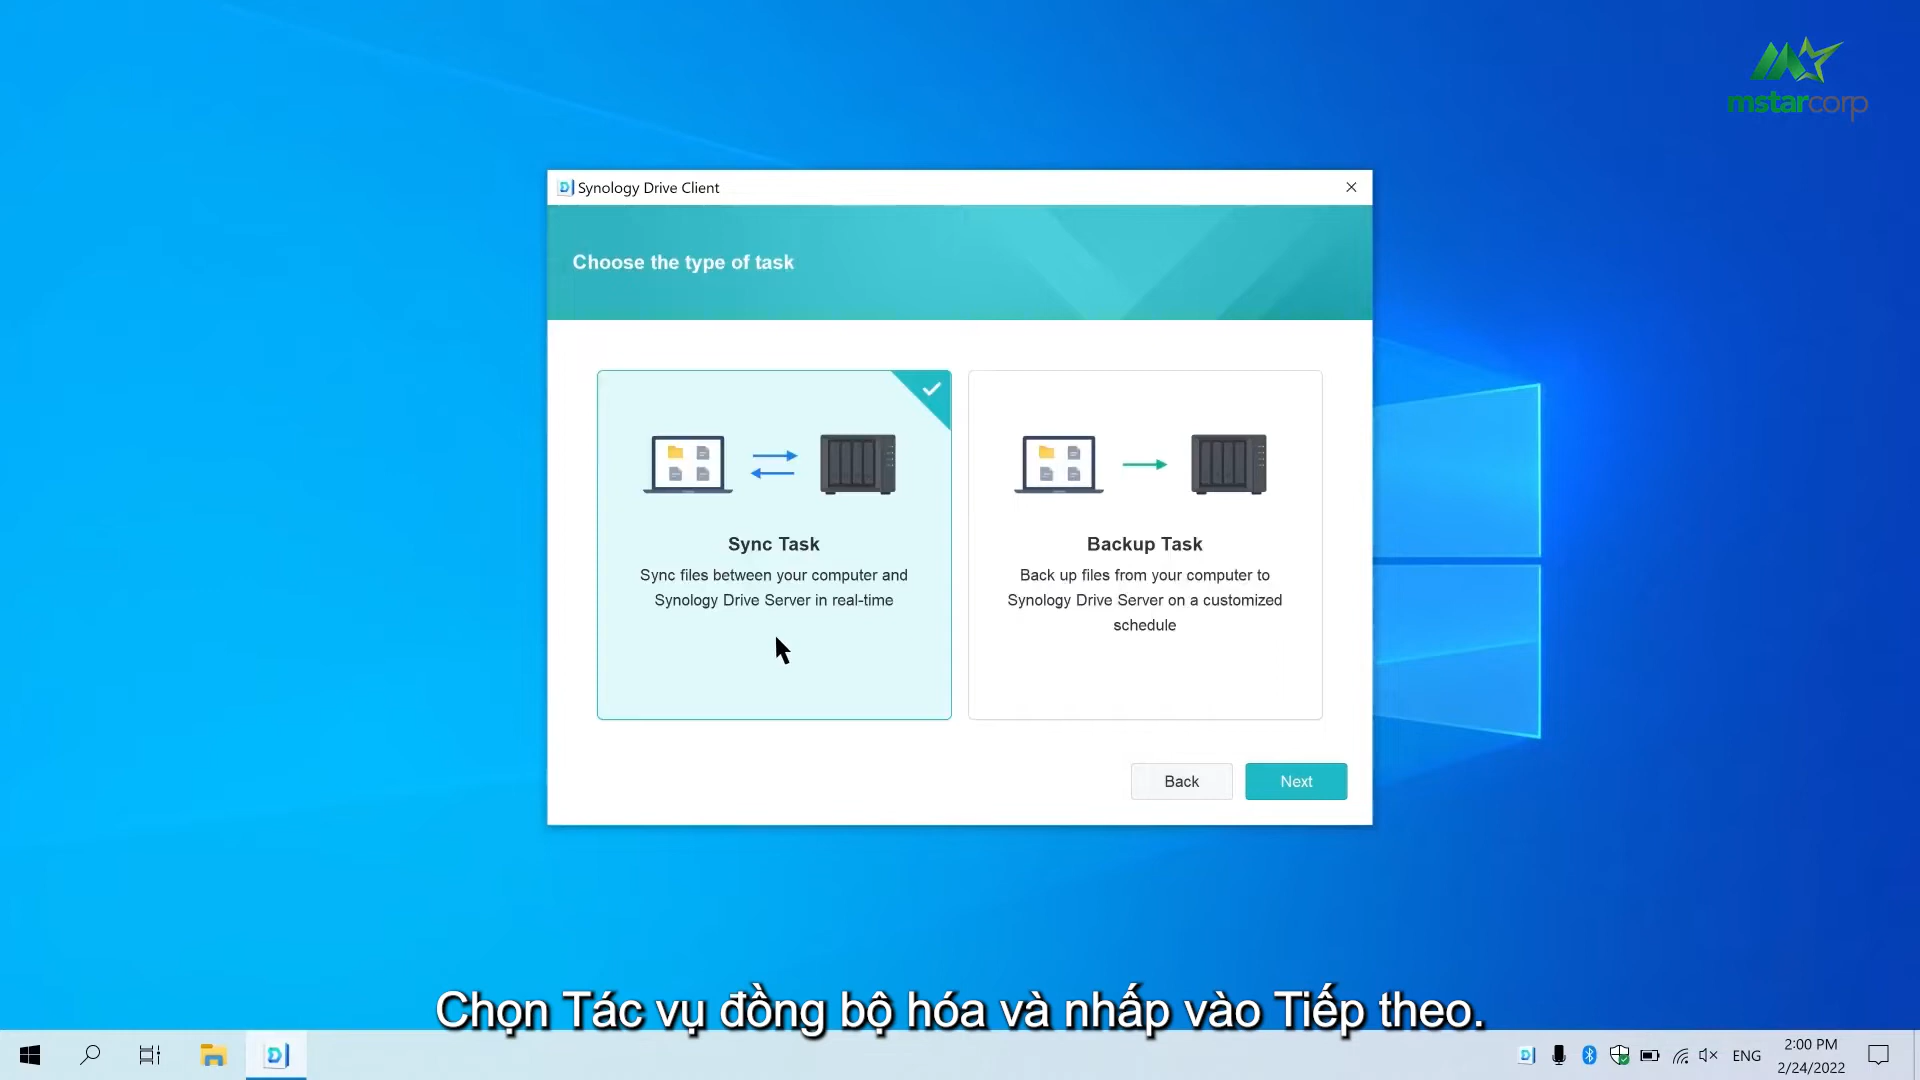 mstarcorp
Synology Drive Client
Choose the type of task
Sync Task
Sync files between your computer and
Synology Drive Server in real-time
Backup Task
Back up files from your computer to
Synology Drive Server on a customized
schedule
Back
Next
Chọn Tác vụ đồng bộ hóa và nhấp vào Tiếp theo.
ENG
2:00 PM
2/24/2022